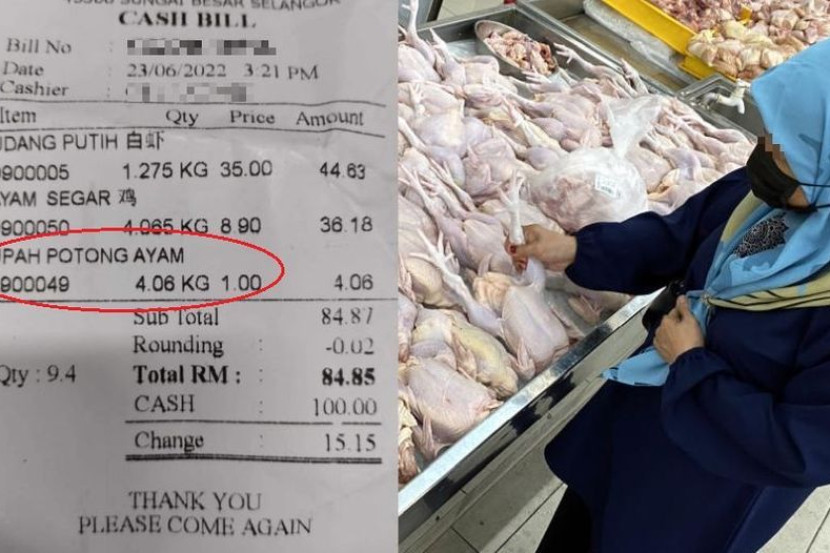 SUNGAI BESAR SELANGOR
CASH BILL
Bill No :
Date : 23/06/2022 3:21 PM
Cashier :
Item Qty Price Amount
UDANG PUTIH 白虾
9900005 1.275 KG 35.00 44.63
AYAM SEGAR 鸡
9900050 4.065 KG 8.90 36.18
UPAH POTONG AYAM
9900049 4.06 KG 1.00 4.06
Sub Total : 84.87
Rounding : -0.02
Qty : 9.4 Total RM : 84.85
CASH : 100.00
Change : 15.15
THANK YOU
PLEASE COME AGAIN